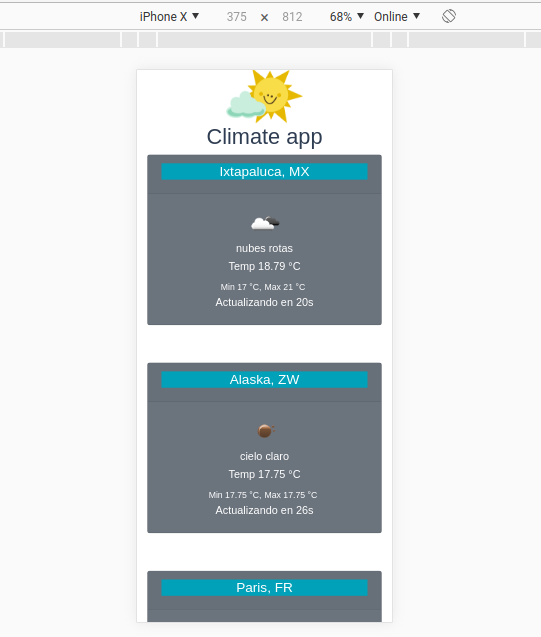 iPhone X ▼ 375 × 812 68% ▼ Online ▼
Climate app
Ixtapaluca, MX
nubes rotas
Temp 18.79 °C
Min 17 °C, Max 21 °C
Actualizando en 20s
Alaska, ZW
cielo claro
Temp 17.75 °C
Min 17.75 °C, Max 17.75 °C
Actualizando en 26s
Paris, FR